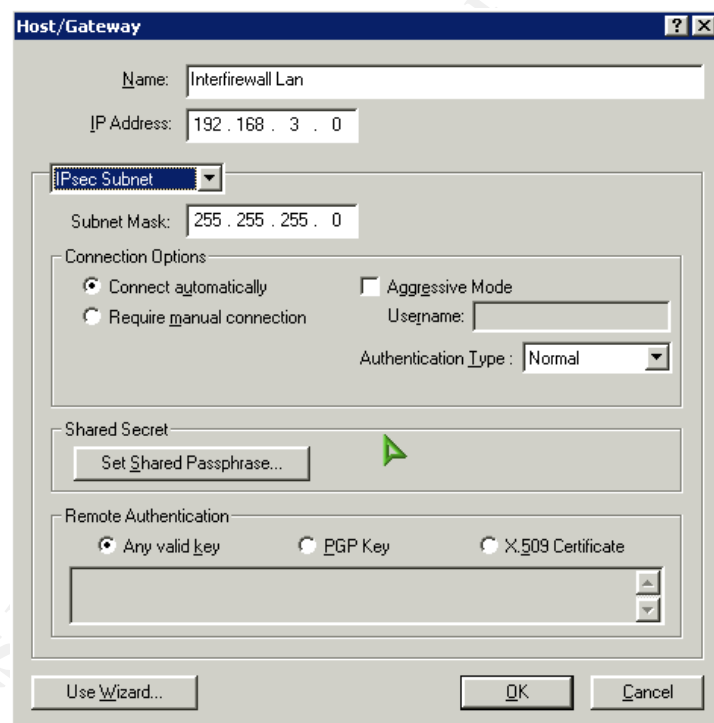 Host/Gateway
Name: Interfirewall Lan
IP Address: 192 . 168 . 3 . 0
IPsec Subnet
Subnet Mask: 255 . 255 . 255 . 0
Connection Options
Connect automatically Aggressive Mode
Require manual connection Username:
Authentication Type : Normal
Shared Secret
Set Shared Passphrase...
Remote Authentication
Any valid key PGP Key X.509 Certificate
Use Wizard... OK Cancel